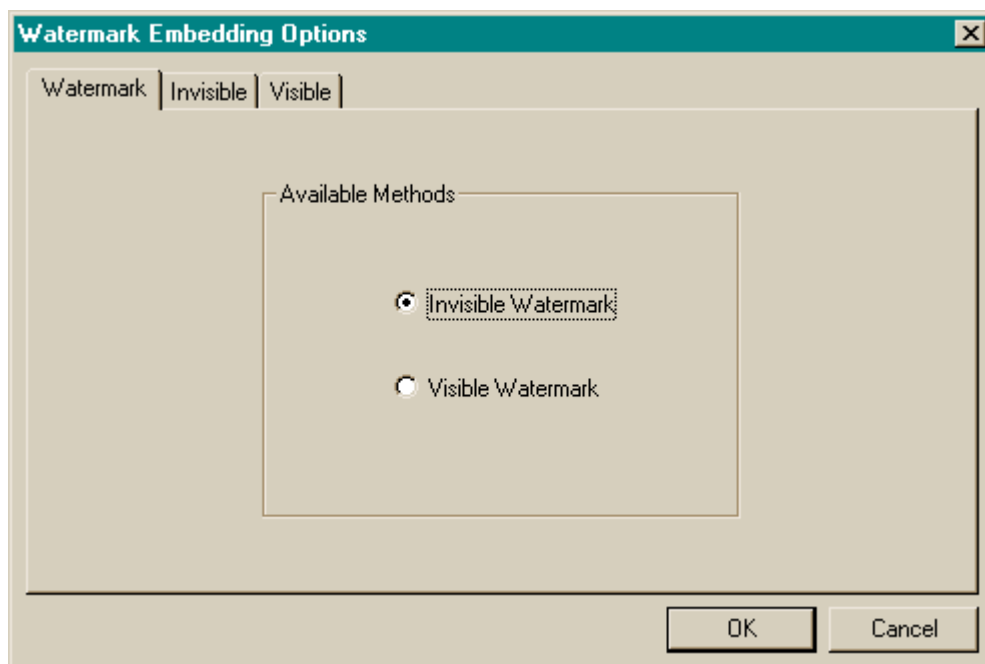 Watermark Embedding Options
Watermark Invisible Visible
Available Methods
Invisible Watermark
Visible Watermark
OK Cancel